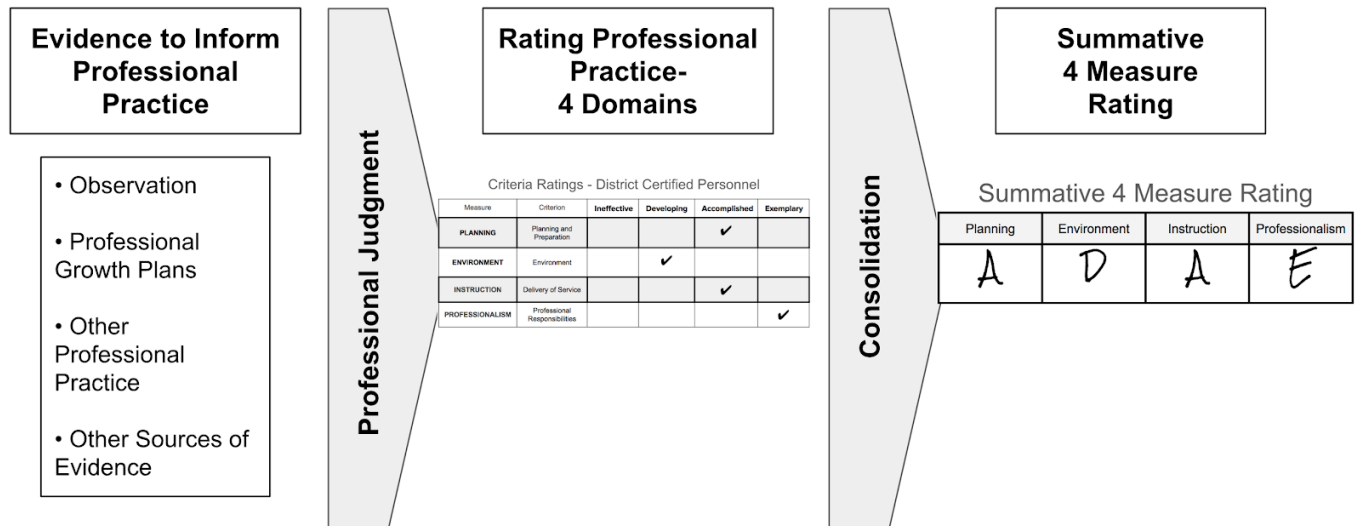 Evidence to Inform
Professional
Practice
• Observation
• Professional
Growth Plans
• Other
Professional
Practice
• Other Sources of
Evidence
Professional Judgment
Rating Professional
Practice-
4 Domains
Criteria Ratings - District Certified Personnel
Measure Criterion Ineffective Developing Accomplished Exemplary
PLANNING Planning and
Preparation ✔
ENVIRONMENT Environment ✔
INSTRUCTION Delivery of Service ✔
PROFESSIONALISM Professional
Responsibilities ✔
Consolidation
Summative
4 Measure
Rating
Summative 4 Measure Rating
Planning Environment Instruction Professionalism
A D A E